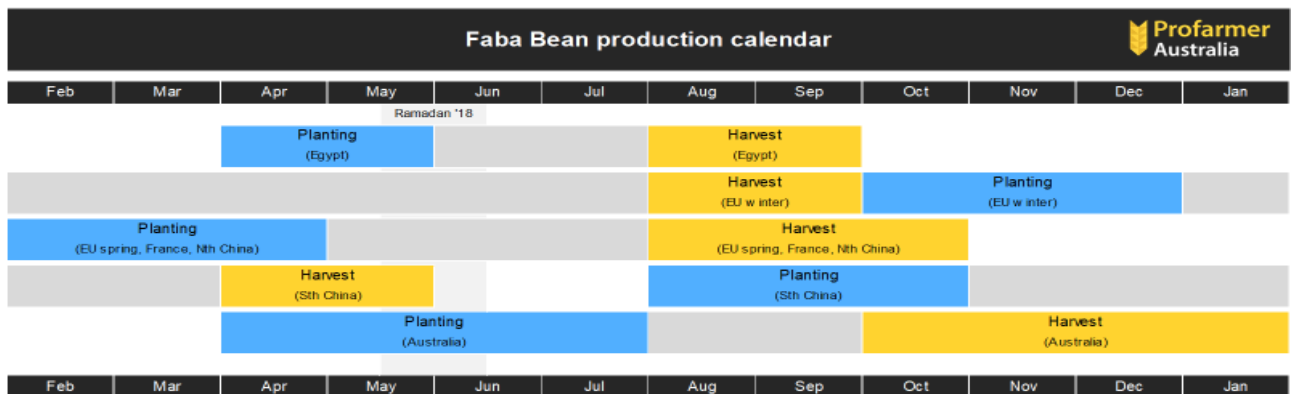 Faba Bean production calendar
Profarmer
Australia
Feb Mar Apr May Jun Jul Aug Sep Oct Nov Dec Jan
Ramadan '18
Planting Harvest
(Egypt) (Egypt)
Harvest Planting
(EU winter) (EU winter)
Planting Harvest
(EU spring, France, Nth China) (EU spring, France, Nth China)
Harvest Planting
(Sth China) (Sth China)
Planting Harvest
(Australia) (Australia)
Feb Mar Apr May Jun Jul Aug Sep Oct Nov Dec Jan